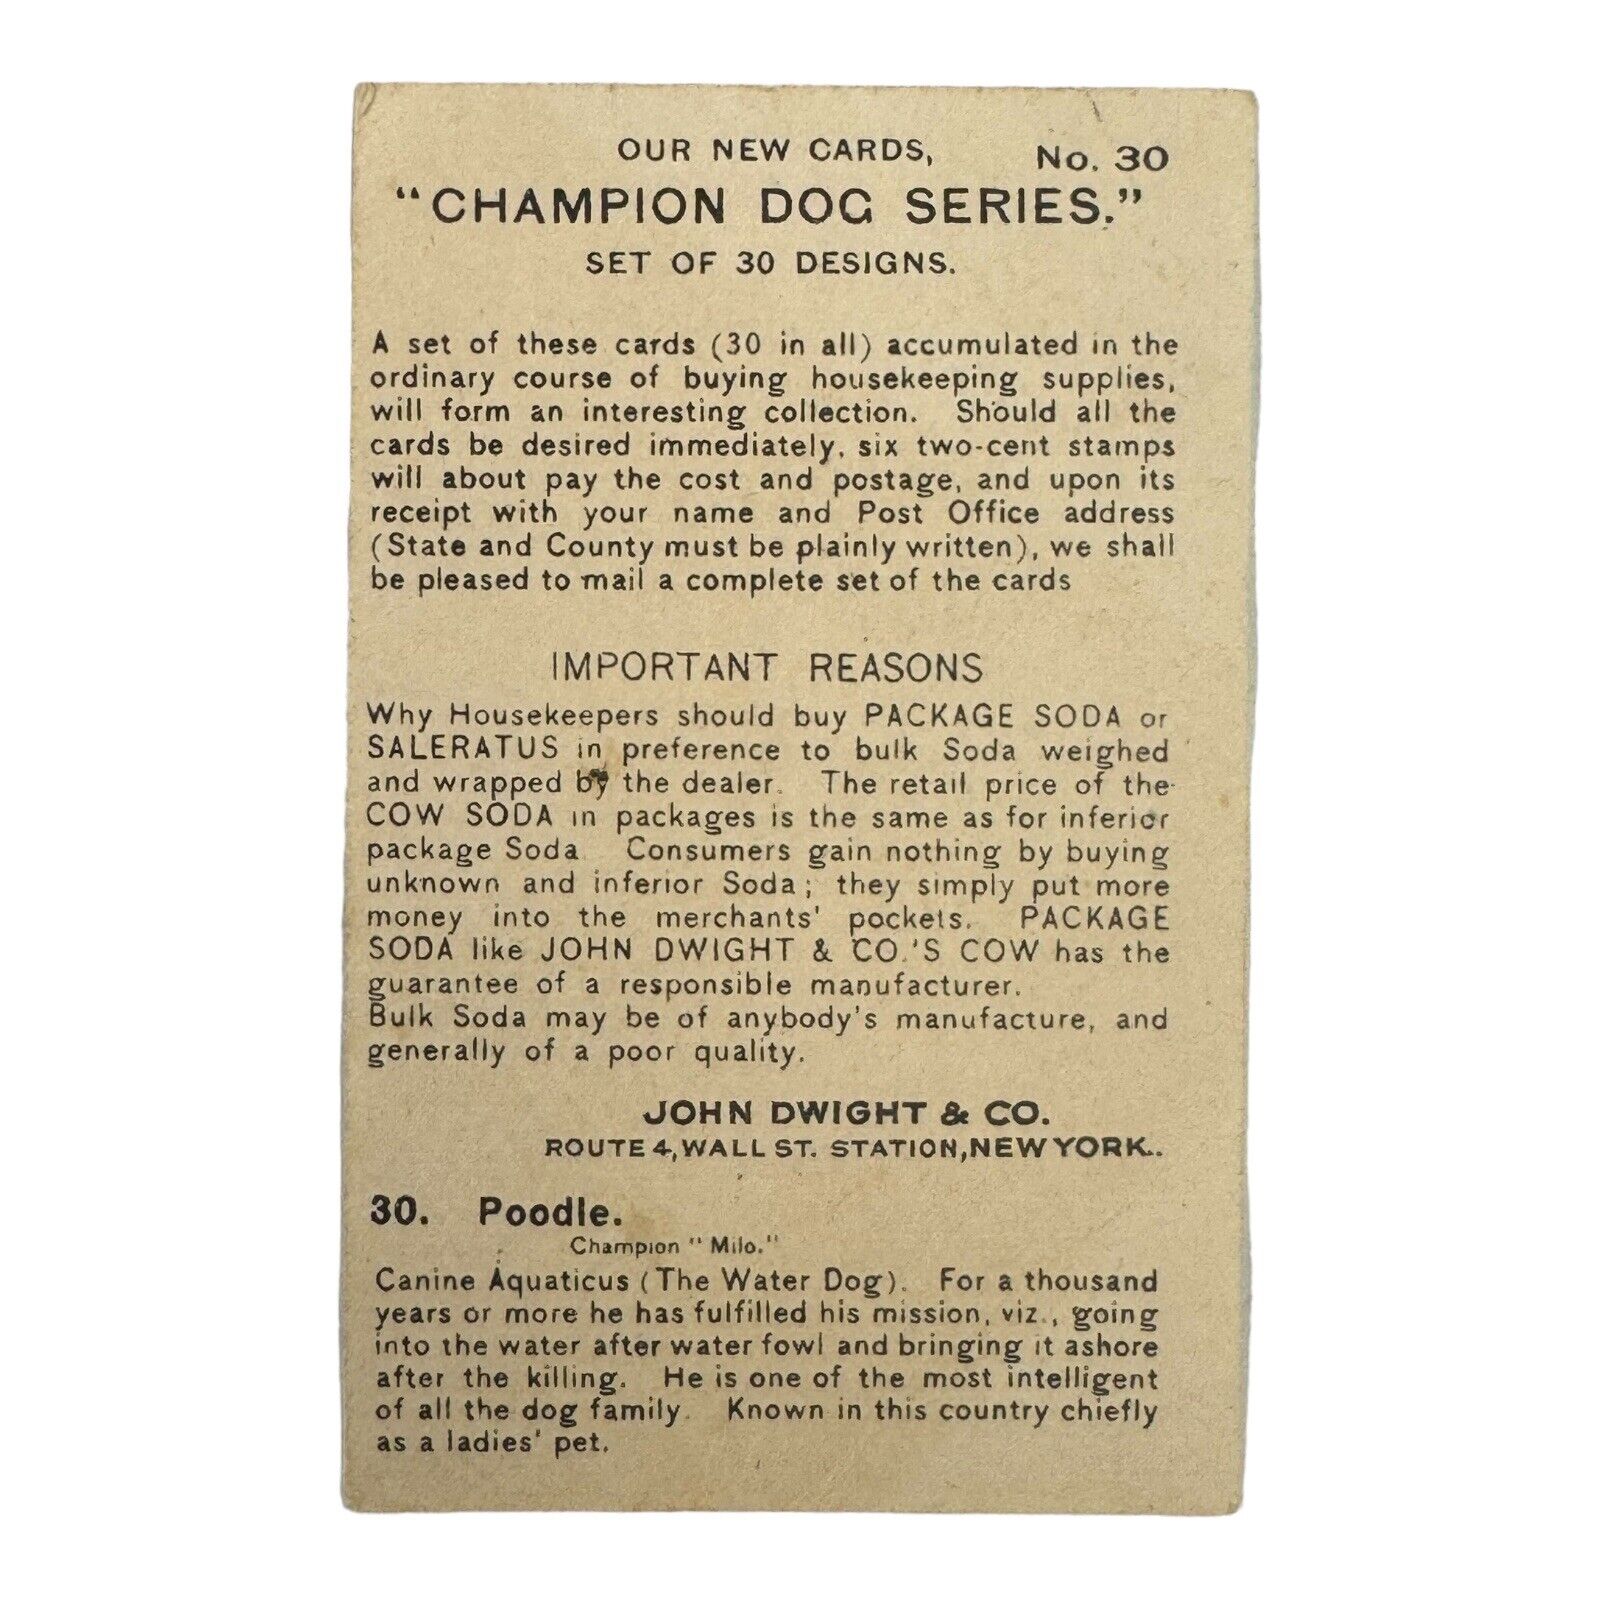 OUR NEW CARDS, No. 30
"CHAMPION DOG SERIES."
SET OF 30 DESIGNS.
A set of these cards (30 in all) accumulated in the
ordinary course of buying housekeeping supplies,
will form an interesting collection. Should all the
cards be desired immediately, six two-cent stamps
will about pay the cost and postage, and upon its
receipt with your name and Post Office address
(State and County must be plainly written), we shall
be pleased to mail a complete set of the cards
IMPORTANT REASONS
Why Housekeepers should buy PACKAGE SODA or
SALERATUS in preference to bulk Soda weighed
and wrapped by the dealer. The retail price of the
COW SODA in packages is the same as for inferior
package Soda Consumers gain nothing by buying
unknown and inferior Soda; they simply put more
money into the merchants' pockets. PACKAGE
SODA like JOHN DWIGHT & CO.'S COW has the
guarantee of a responsible manufacturer.
Bulk Soda may be of anybody's manufacture, and
generally of a poor quality.
JOHN DWIGHT & CO.
ROUTE 4, WALL ST. STATION, NEW YORK.
30. Poodle.
Champion "Milo."
Canine Aquaticus (The Water Dog). For a thousand
years or more he has fulfilled his mission, viz., going
into the water after water fowl and bringing it ashore
after the killing. He is one of the most intelligent
of all the dog family. Known in this country chiefly
as a ladies' pet.